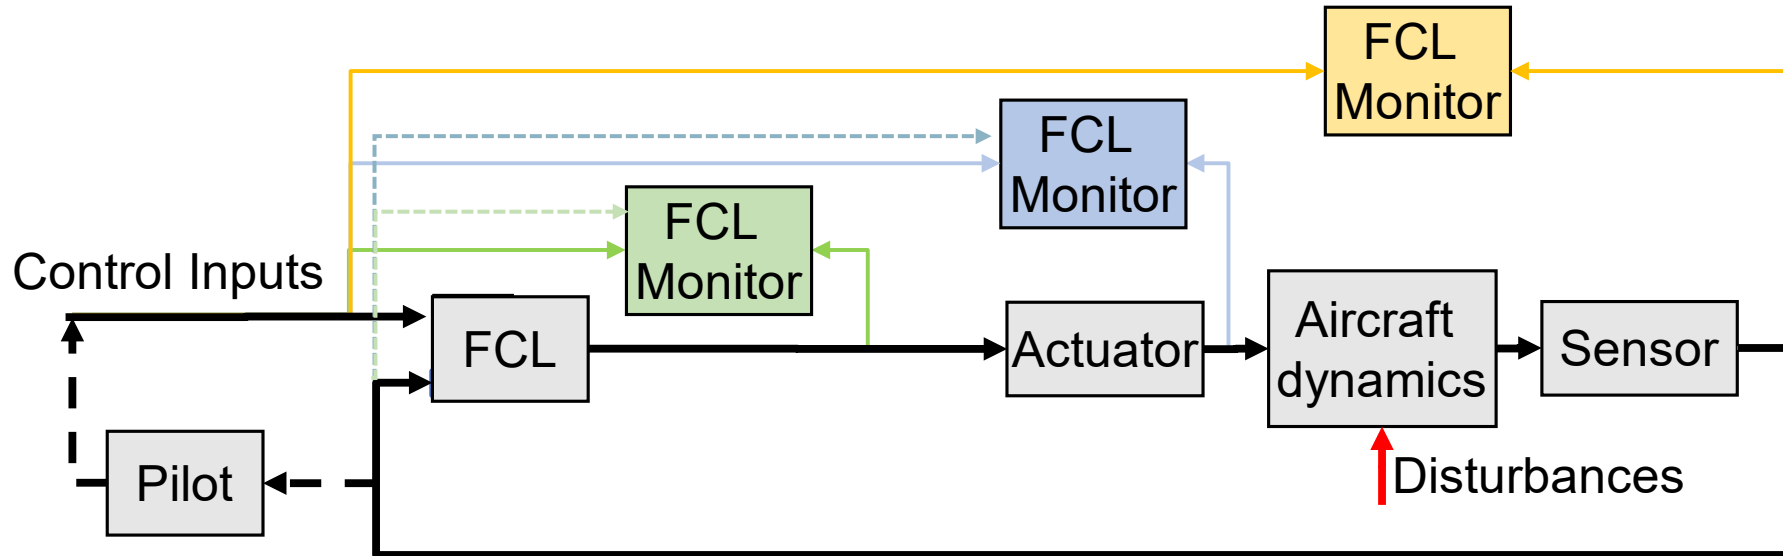 FCL
Monitor
FCL
Monitor
FCL
Monitor
Control Inputs
FCL
Actuator
Aircraft
dynamics
Sensor
Pilot
Disturbances